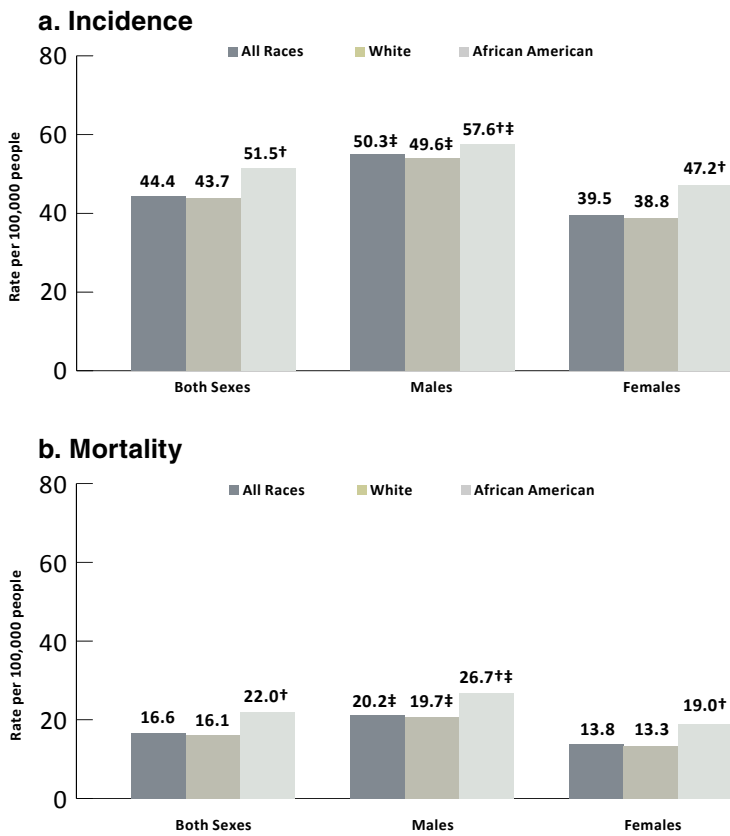 a. Incidence
80
All Races White African American
60
50.3‡ 49.6‡ 57.6†‡
51.5†
44.4 43.7
47.2†
39.5 38.8
40
20
0
Rate per 100,000 people
Both Sexes Males Females
b. Mortality
80
All Races White African American
60
40
26.7†‡
22.0†
20.2‡ 19.7‡
19.0†
16.6 16.1
13.8 13.3
20
0
Rate per 100,000 people
Both Sexes Males Females